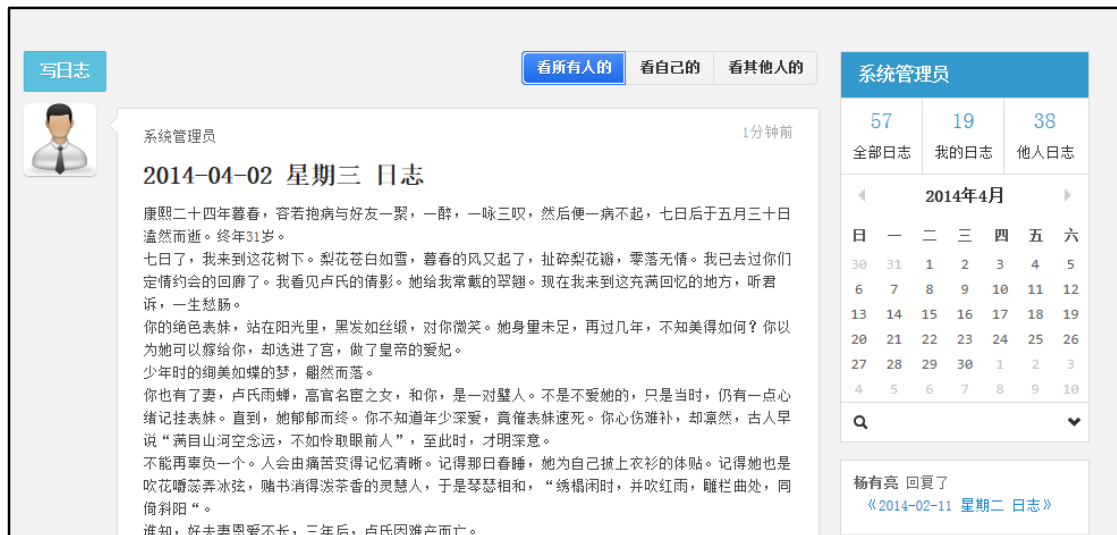 写日志
看所有人的 看自己的 看其他人的
系统管理员 1分钟前
2014-04-02 星期三 日志
康熙二十四年暮春，容若抱病与好友一聚，一醉，一咏三叹，然后便一病不起，七日后于五月三十日
溘然而逝。终年31岁。
七日了，我来到这花树下。梨花苍白如雪，暮春的风又起了，扯碎梨花瓣，零落无情。我已去过你们
定情约会的回廊了。我看见卢氏的倩影。她给我常戴的翠翘。现在我来到这充满回忆的地方，听君
诉，一生愁肠。
你的绝色表妹，站在阳光里，黑发如丝缎，对你微笑。她身量未足，再过几年，不知美得如何？你以
为她可以嫁给你，却选进了宫，做了皇帝的爱妃。
少年时的绚美如蝶的梦，翩然而落。
你也有了妻，卢氏雨蝉，高官名宦之女，和你，是一对璧人。不是不爱她的，只是当时，仍有一点心
绪记挂表妹。直到，她郁郁而终。你不知道年少深爱，竟催表妹速死。你心伤难补，却凛然，古人早
说“满目山河空念远，不如怜取眼前人”，至此时，才明深意。
不能再辜负一个。人会由痛苦变得记忆清晰。记得那日春睡，她为自己披上衣衫的体贴。记得她也是
吹花嚼蕊弄冰弦，赌书消得泼茶香的灵慧人，于是琴瑟相和，“绣榻闲时，并吹红雨，雕栏曲处，同
倚斜阳“。
谁知，好夫妻恩爱不长，三年后，卢氏因难产而亡。
系统管理员
57 19 38
全部日志 我的日志 他人日志
2014年4月
日 一 二 三 四 五 六
30 31 1 2 3 4 5
6 7 8 9 10 11 12
13 14 15 16 17 18 19
20 21 22 23 24 25 26
27 28 29 30 1 2 3
4 5 6 7 8 9 10
杨有亮 回复了
《2014-02-11 星期二 日志》